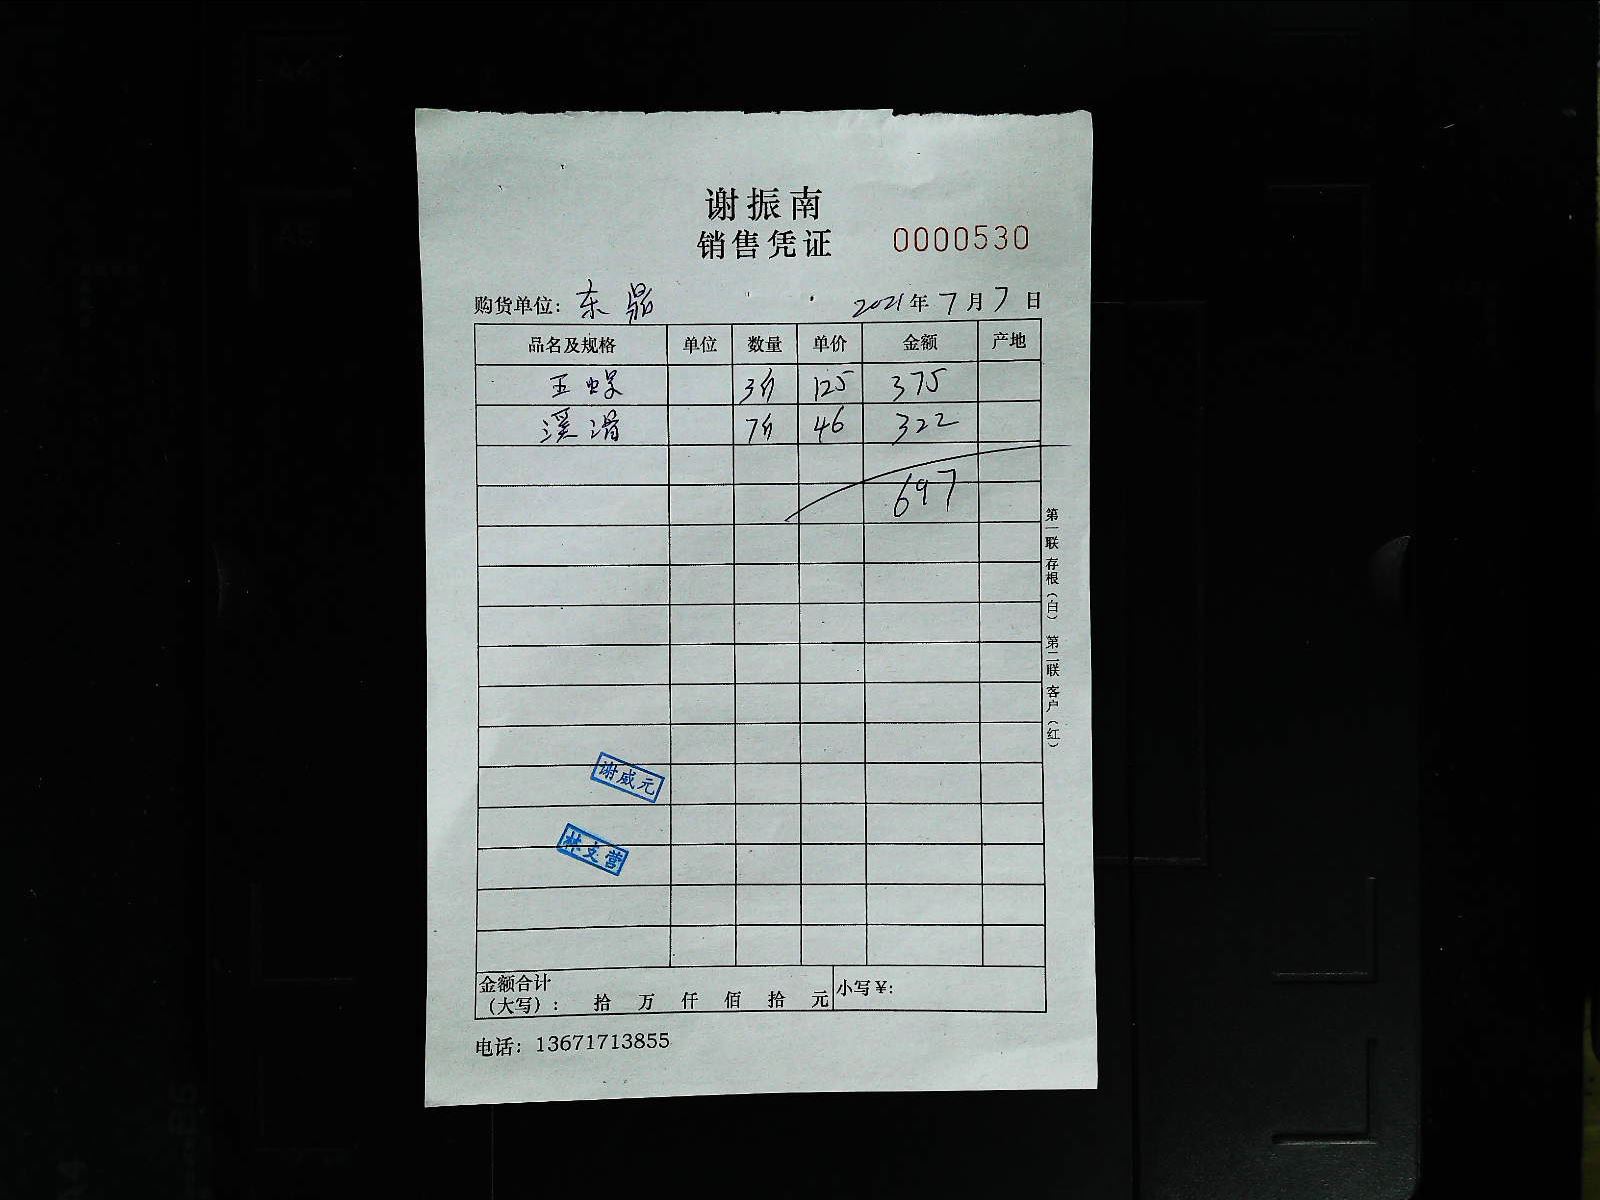 谢振南
销售凭证 0000530
购货单位: 东鼎 2021年7月7日
品名及规格 单位 数量 单价 金额 产地
玉螺 3斤 125 375
溪滑 7斤 46 322
697
第一联 存根(白) 第二联 客户(红)
谢威元
林文营
金额合计
(大写): 拾 万 仟 佰 拾 元 小写¥:
电话: 13671713855